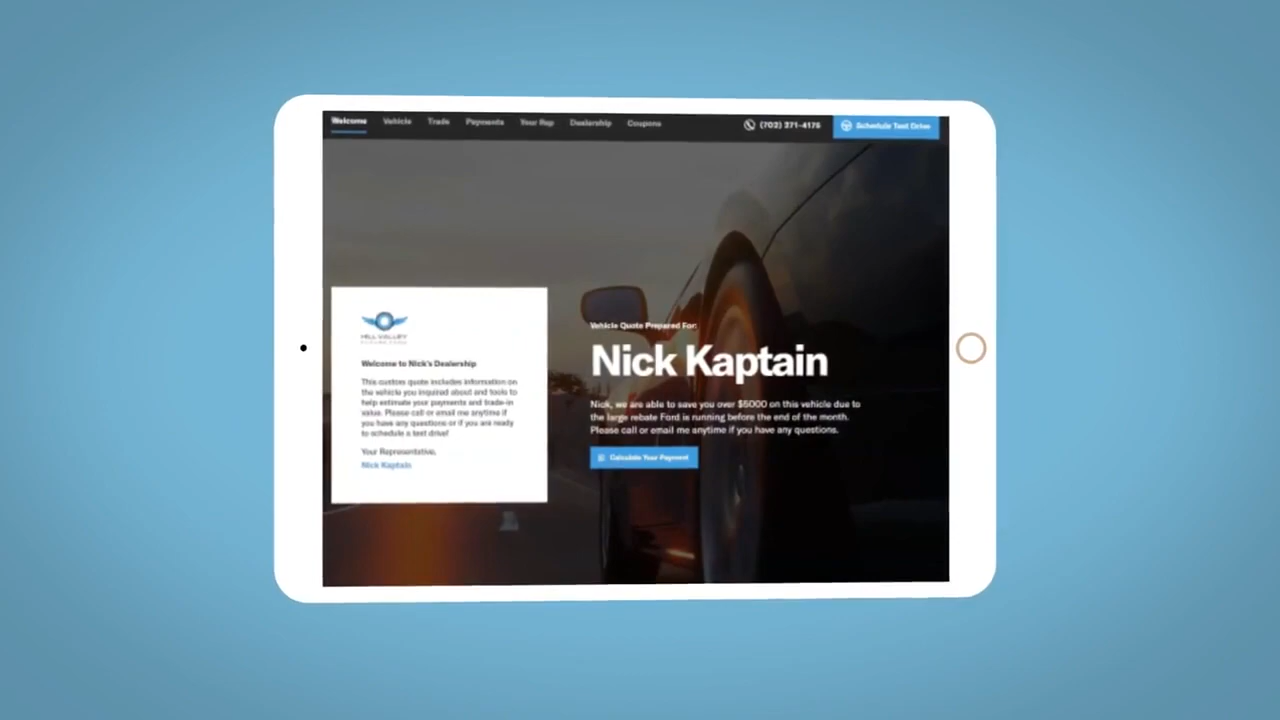 Welcome Vehicle Trade Payments Your Rep Dealership Coupons (702) 271-4175 Schedule Test Drive
HILL VALLEY
Welcome to Nick's Dealership
This custom quote includes information on
the vehicle you inquired about and tools to
help estimate your payments and trade-in
value. Please call or email me anytime if
you have any questions or if you are ready
to schedule a test drive!
Your Representative,
Nick Kaptain
Vehicle Quote Prepared For:
Nick Kaptain
Nick, we are able to save you over $5000 on this vehicle due to
the large rebate Ford is running before the end of the month.
Please call or email me anytime if you have any questions.
Calculate Your Payment